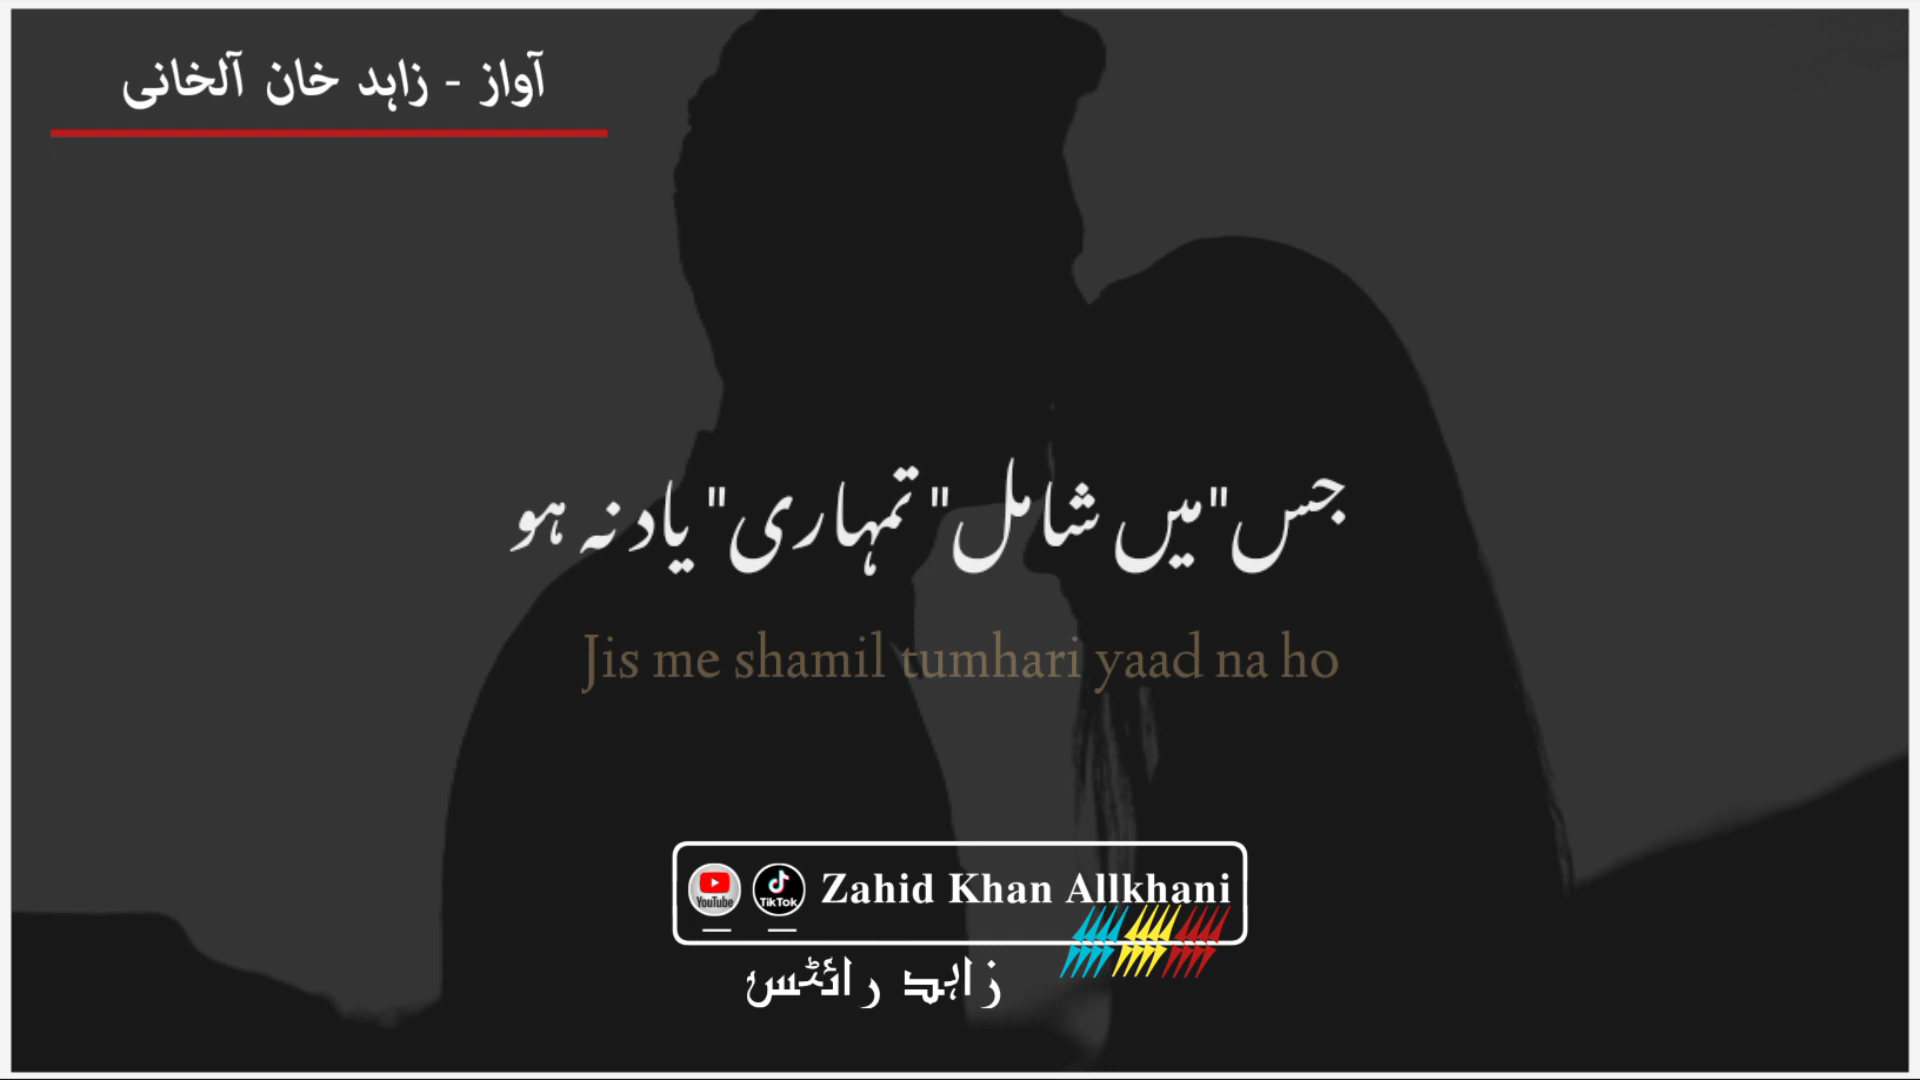 آواز - زاہد خان آلخانی
جس"میں شامل"تمہاری"یاد نہ ہو
Jis me shamil tumhari yaad na ho
YouTube TikTok Zahid Khan Allkhani
زاہد رائٹس